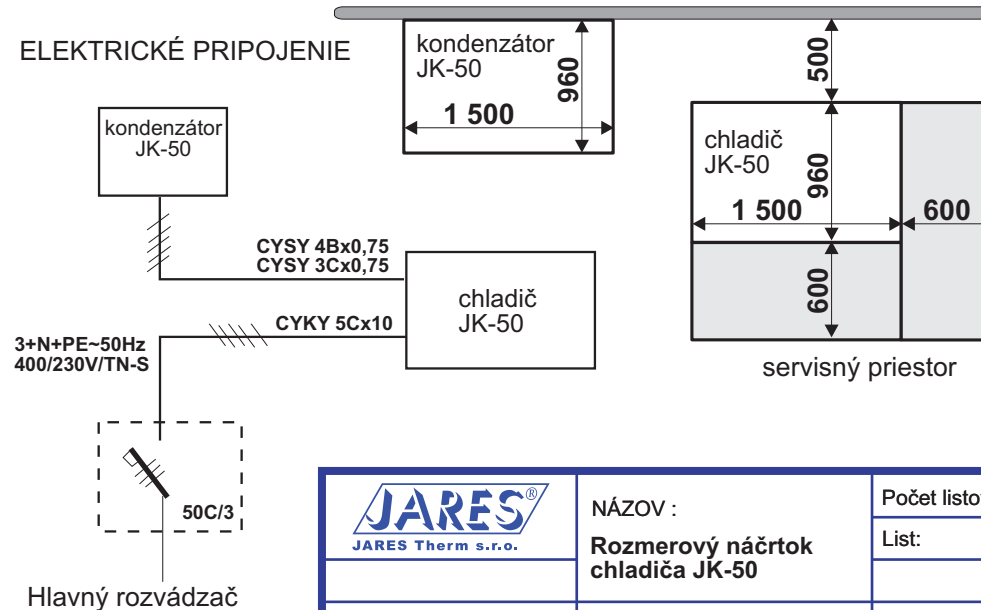 ELEKTRICKÉ PRIPOJENIE
kondenzátor
JK-50
960
1 500
500
chladič
JK-50
960
1 500
600
600
servisný priestor
kondenzátor
JK-50
CYSY 4Bx0,75
CYSY 3Cx0,75
chladič
JK-50
CYKY 5Cx10
3+N+PE~50Hz
400/230V/TN-S
50C/3
Hlavný rozvádzač
JARES®
JARES Therm s.r.o.
NÁZOV :
Rozmerový náčrtok
chladiča JK-50
Počet listo
List: